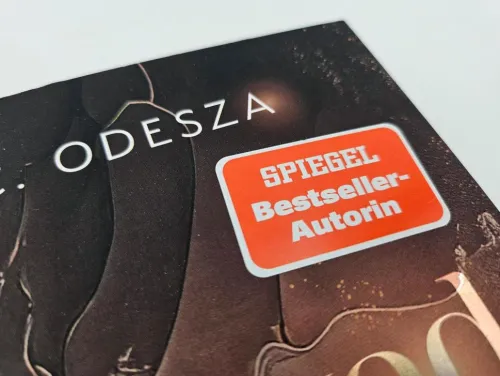 . ODESZA
SPIEGEL
Bestseller-
Autorin